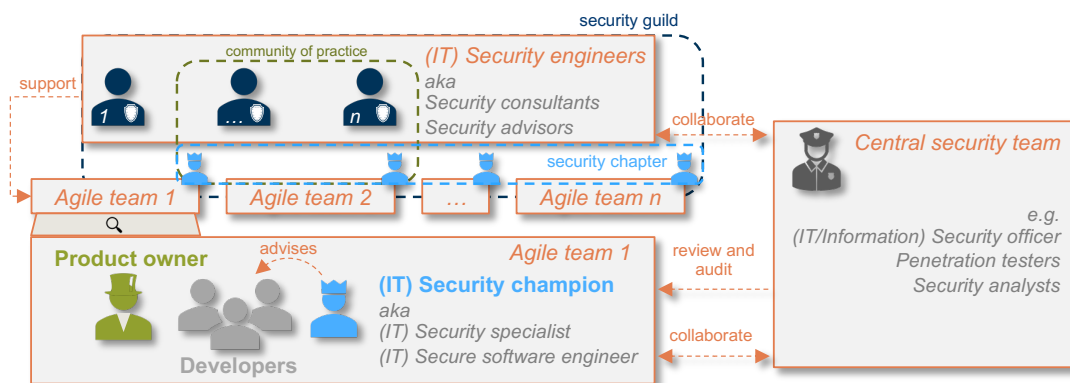 security guild
community of practice
(IT) Security engineers
aka
Security consultants
Security advisors
support
1
...
n
collaborate
security chapter
Central security team
e.g.
(IT/Information) Security officer
Penetration testers
Security analysts
Agile team 1
Agile team 2
...
Agile team n
Agile team 1
Product owner
advises
(IT) Security champion
aka
(IT) Security specialist
(IT) Secure software engineer
Developers
review and
audit
collaborate